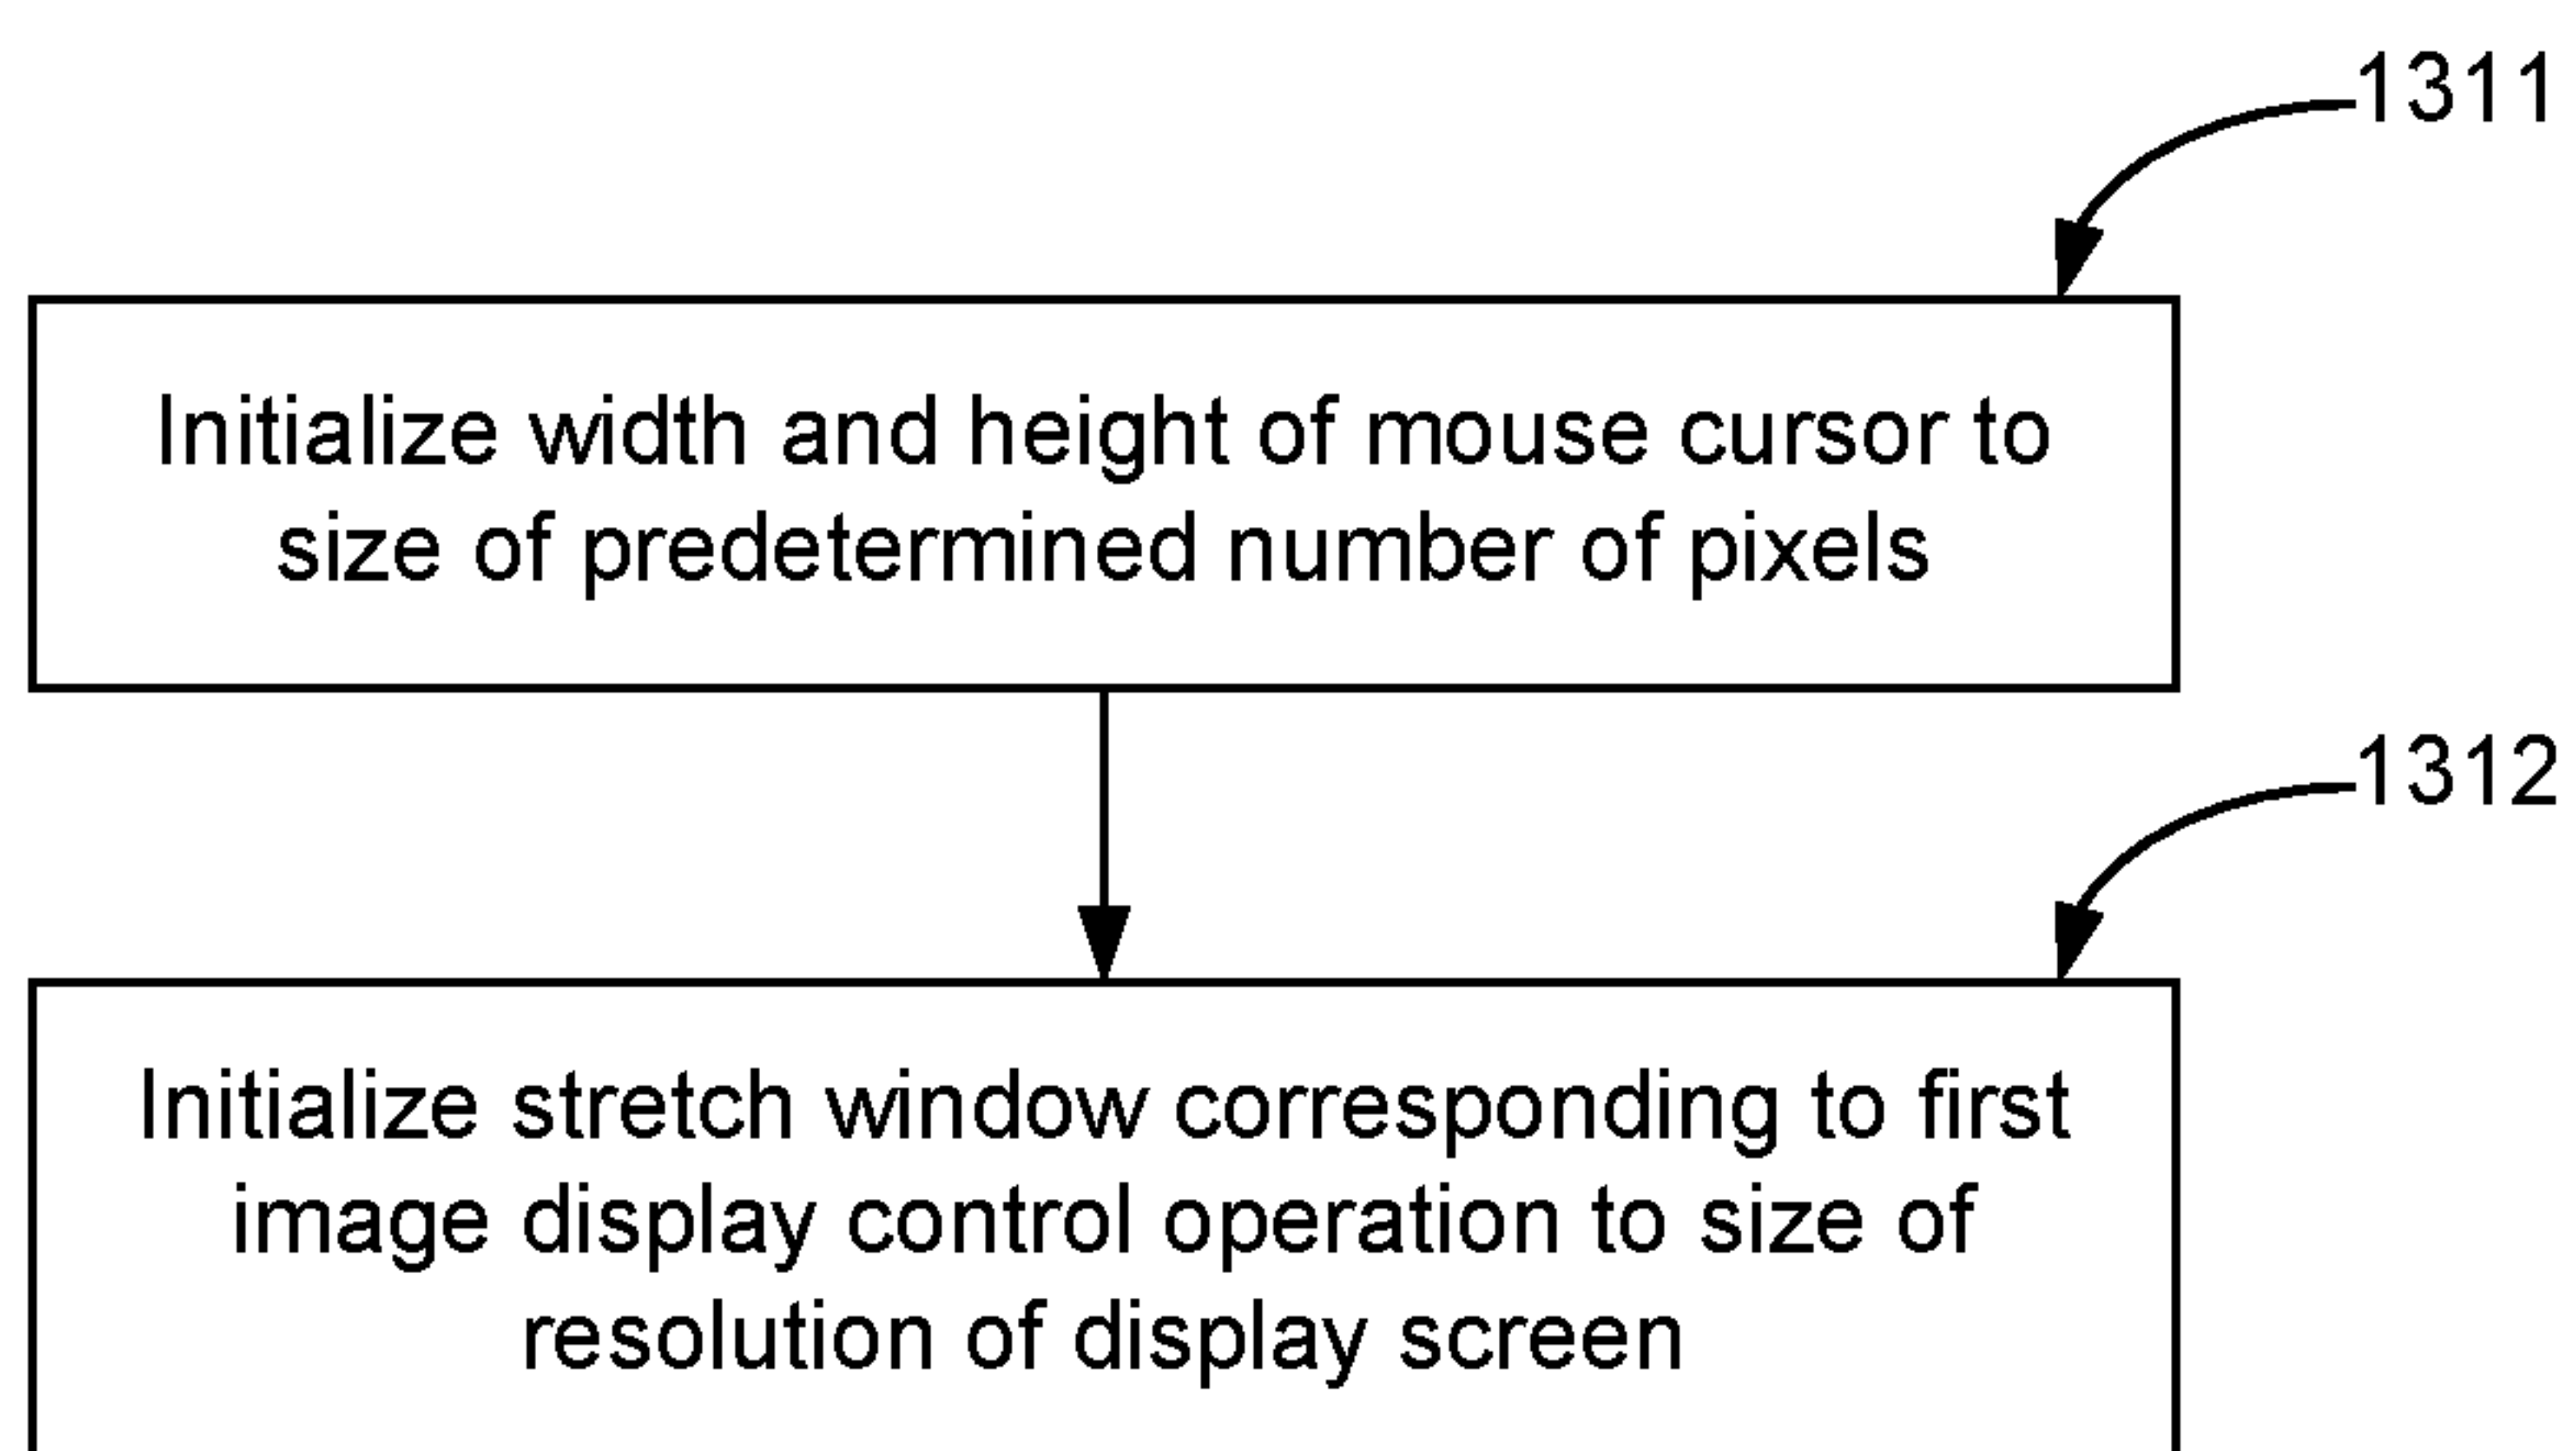 1311
Initialize width and height of mouse cursor to
size of predetermined number of pixels
1312
Initialize stretch window corresponding to first
image display control operation to size of
resolution of display screen